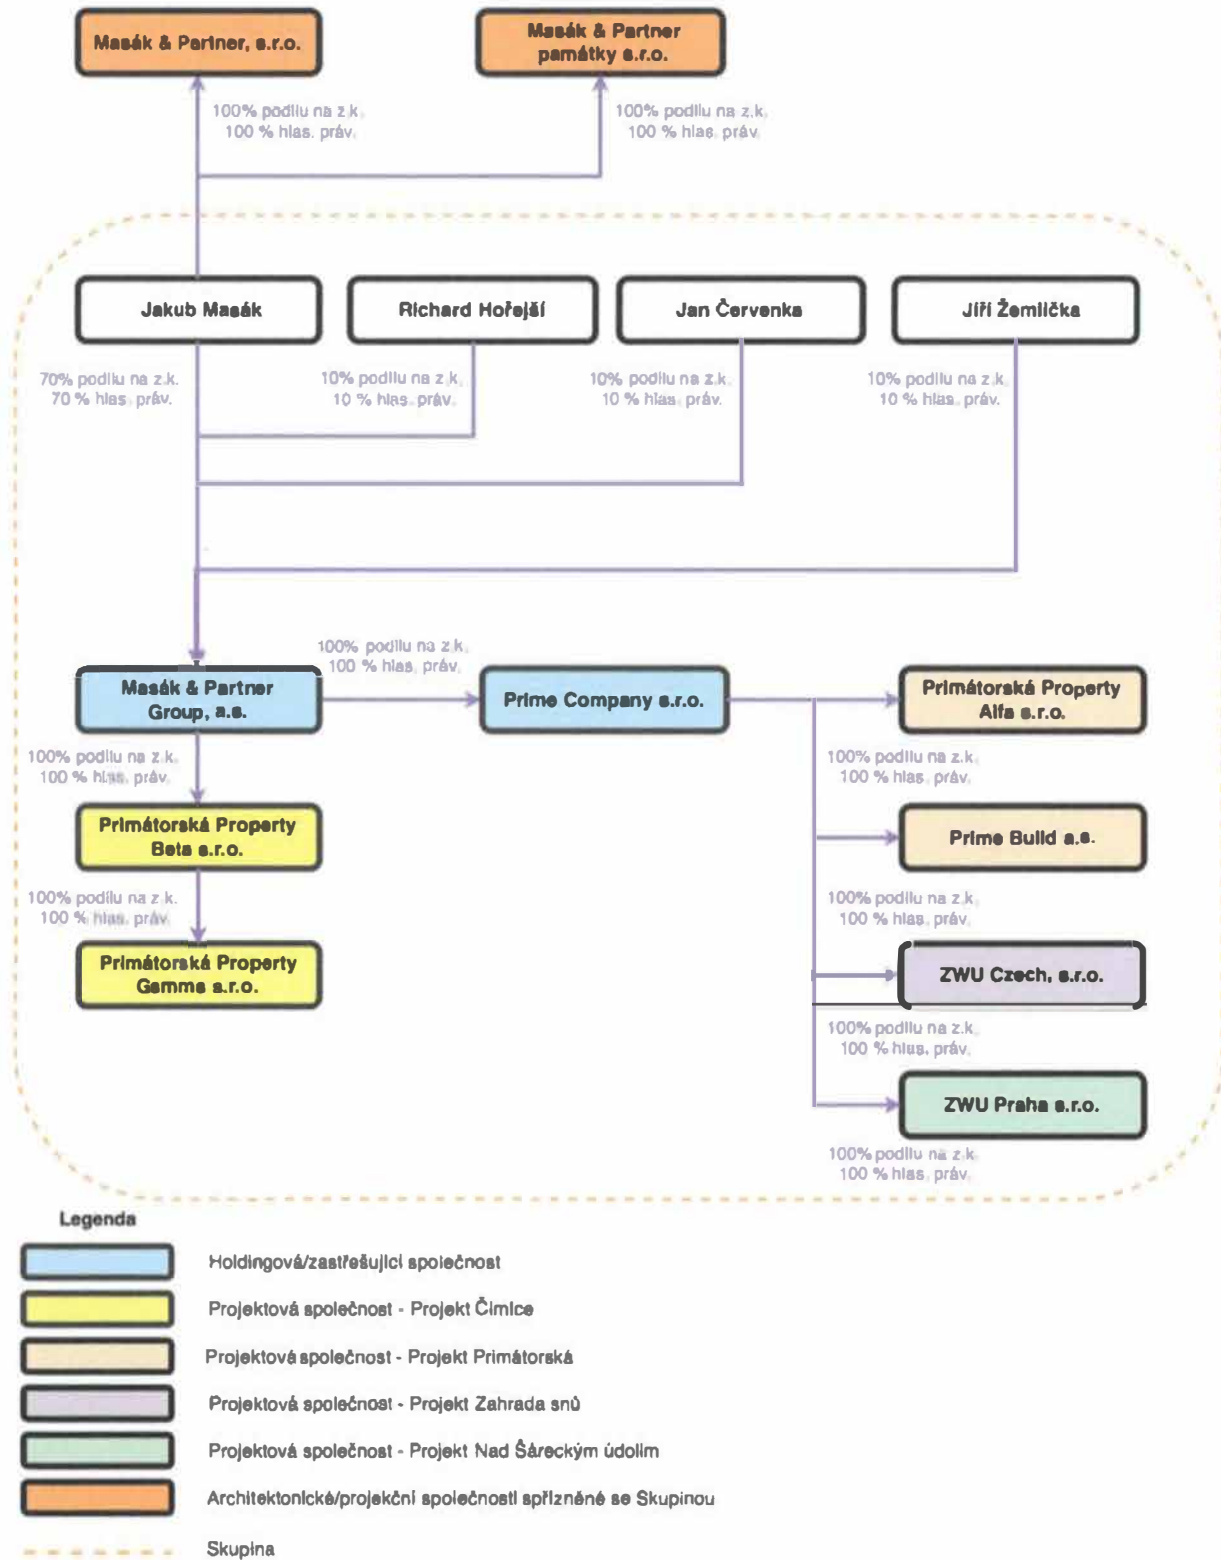 Masák & Partner, s.r.o.
Masák & Partner
památky s.r.o.
100% podílu na z.k.
100 % hlas. práv.
100% podílu na z.k.
100 % hlas. práv.
Jakub Masák
Richard Hořejší
Jan Červenka
Jiří Žemlička
70% podílu na z.k.
70 % hlas. práv.
10% podílu na z.k.
10 % hlas. práv.
10% podílu na z.k.
10 % hlas. práv.
10% podílu na z.k.
10 % hlas. práv.
100% podílu na z.k.
100 % hlas. práv.
Masák & Partner
Group, a.s.
Prime Company s.r.o.
Primátorská Property
Alfa s.r.o.
100% podílu na z.k.
100 % hlas. práv.
100% podílu na z.k.
100 % hlas. práv.
Primátorská Property
Beta s.r.o.
Prime Build a.s.
100% podílu na z.k.
100 % hlas. práv.
100% podílu na z.k.
100 % hlas. práv.
Primátorská Property
Gamma s.r.o.
ZWU Czech, s.r.o.
100% podílu na z.k.
100 % hlas. práv.
ZWU Praha s.r.o.
100% podílu na z.k.
100 % hlas. práv.
Legenda
Holdingová/zastřešující společnost
Projektová společnost - Projekt Čimice
Projektová společnost - Projekt Primátorská
Projektová společnost - Projekt Zahrada snů
Projektová společnost - Projekt Nad Šáreckým údolím
Architektonické/projekční společnosti spřízněné se Skupinou
Skupina